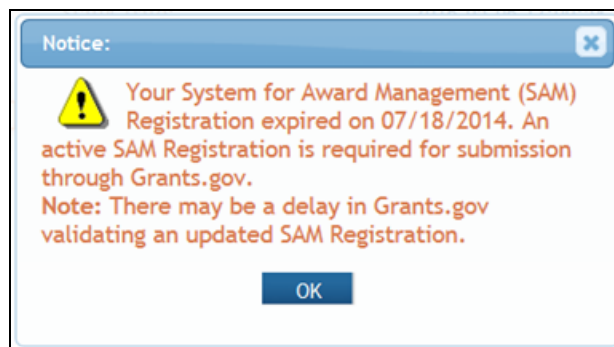 Notice:
Your System for Award Management (SAM)
Registration expired on 07/18/2014. An
active SAM Registration is required for submission
through Grants.gov.
Note: There may be a delay in Grants.gov
validating an updated SAM Registration.
OK